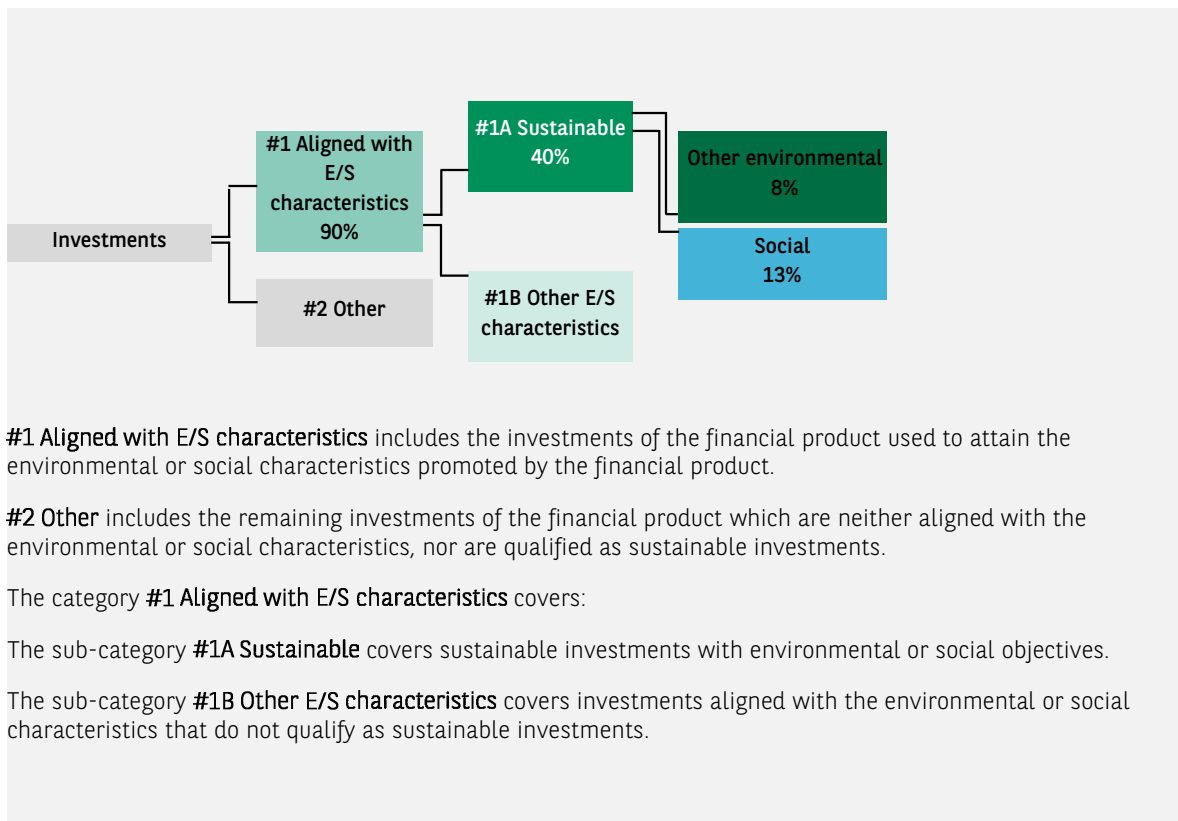 Investments
#1 Aligned with
E/S
characteristics
90%
#2 Other
#1A Sustainable
40%
#1B Other E/S
characteristics
Other environmental
8%
Social
13%
#1 Aligned with E/S characteristics includes the investments of the financial product used to attain the
environmental or social characteristics promoted by the financial product.
#2 Other includes the remaining investments of the financial product which are neither aligned with the
environmental or social characteristics, nor are qualified as sustainable investments.
The category #1 Aligned with E/S characteristics covers:
The sub-category #1A Sustainable covers sustainable investments with environmental or social objectives.
The sub-category #1B Other E/S characteristics covers investments aligned with the environmental or social
characteristics that do not qualify as sustainable investments.